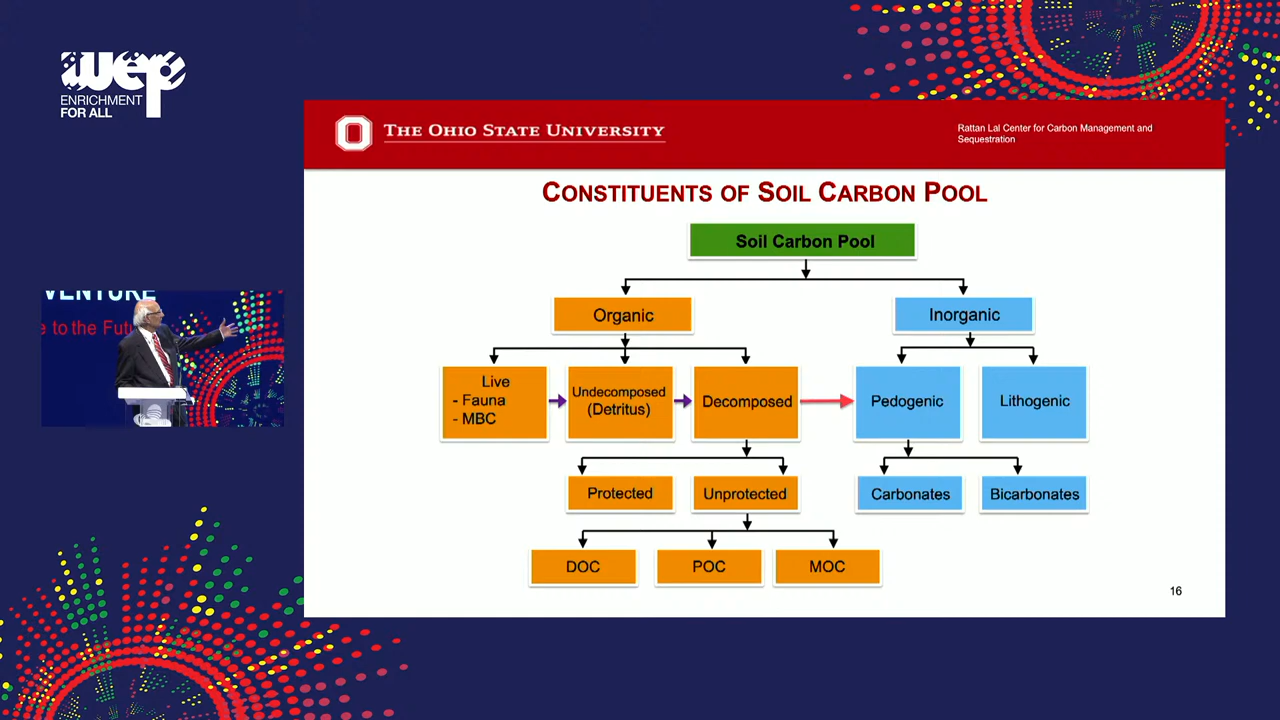 wep
ENRICHMENT
FOR ALL
THE OHIO STATE UNIVERSITY
Rattan Lal Center for Carbon Management and
Sequestration
CONSTITUENTS OF SOIL CARBON POOL
Soil Carbon Pool
Organic
Inorganic
Live
- Fauna
- MBC
Undecomposed
(Detritus)
Decomposed
Pedogenic
Lithogenic
Protected
Unprotected
Carbonates
Bicarbonates
DOC
POC
MOC
16
VENTURE
e to the Futu